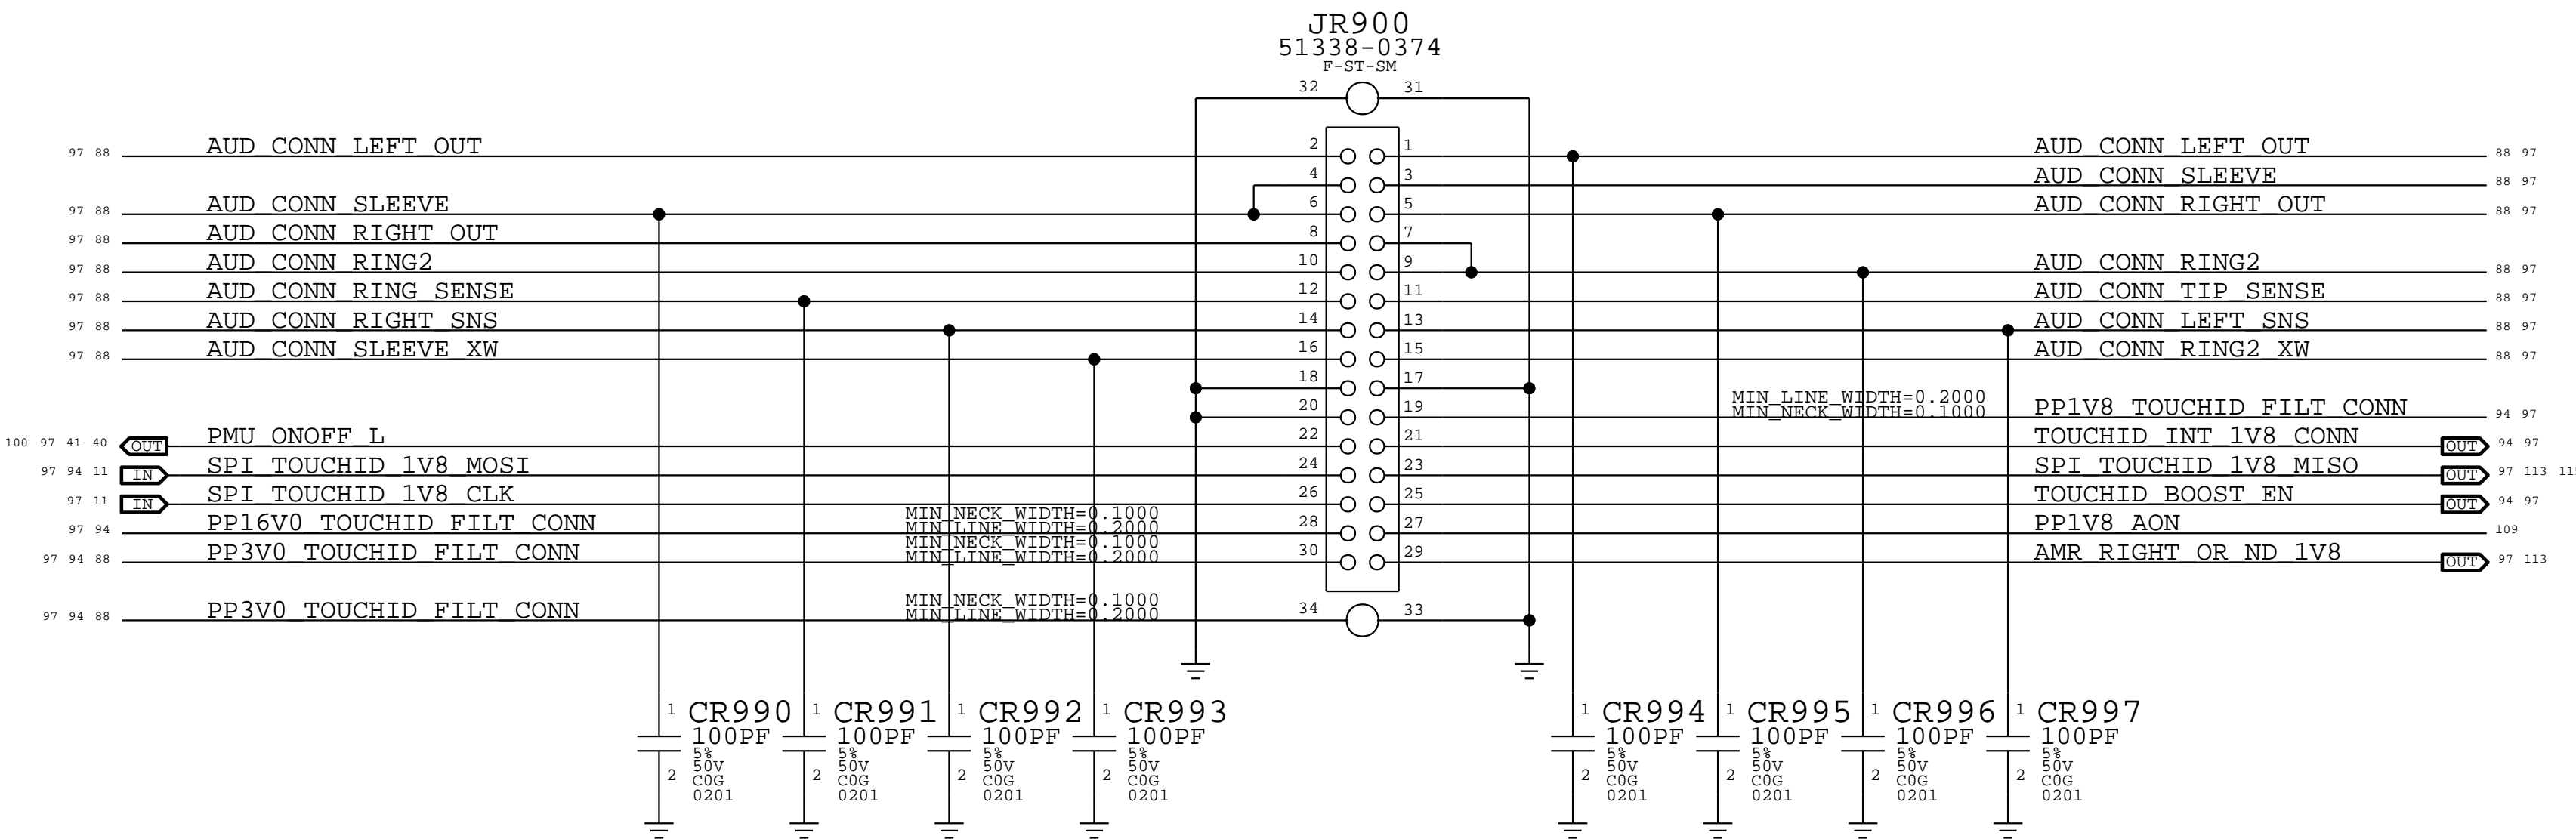 JR900
51338-0374
F-ST-SM
32 31
97 88 AUD_CONN_LEFT_OUT 2 1 AUD_CONN_LEFT_OUT 88 97
4 3 AUD_CONN_SLEEVE 88 97
97 88 AUD_CONN_SLEEVE 6 5 AUD_CONN_RIGHT_OUT 88 97
97 88 AUD_CONN_RIGHT_OUT 8 7
97 88 AUD_CONN_RING2 10 9 AUD_CONN_RING2 88 97
97 88 AUD_CONN_RING_SENSE 12 11 AUD_CONN_TIP_SENSE 88 97
97 88 AUD_CONN_RIGHT_SNS 14 13 AUD_CONN_LEFT_SNS 88 97
97 88 AUD_CONN_SLEEVE_XW 16 15 AUD_CONN_RING2_XW 88 97
18 17
MIN_LINE_WIDTH=0.2000
20 19 MIN_NECK_WIDTH=0.1000 PP1V8_TOUCHID_FILT_CONN 94 97
100 97 41 40 OUT PMU_ONOFF_L 22 21 TOUCHID_INT_1V8_CONN OUT 94 97
97 94 11 IN SPI_TOUCHID_1V8_MOSI 24 23 SPI_TOUCHID_1V8_MISO OUT 97 113
97 11 IN SPI_TOUCHID_1V8_CLK 26 25 TOUCHID_BOOST_EN OUT 94 97
MIN_NECK_WIDTH=0.1000
97 94 PP16V0_TOUCHID_FILT_CONN MIN_LINE_WIDTH=0.2000 28 27 PP1V8_AON 109
MIN_NECK_WIDTH=0.1000
97 94 88 PP3V0_TOUCHID_FILT_CONN MIN_LINE_WIDTH=0.2000 30 29 AMR_RIGHT_OR_ND_1V8 OUT 97 113
MIN_NECK_WIDTH=0.1000
97 94 88 PP3V0_TOUCHID_FILT_CONN MIN_LINE_WIDTH=0.2000 34 33
1 CR990 1 CR991 1 CR992 1 CR993 1 CR994 1 CR995 1 CR996 1 CR997
100PF 100PF 100PF 100PF 100PF 100PF 100PF 100PF
5% 5% 5% 5% 5% 5% 5% 5%
50V 50V 50V 50V 50V 50V 50V 50V
2 C0G 2 C0G 2 C0G 2 C0G 2 C0G 2 C0G 2 C0G 2 C0G
0201 0201 0201 0201 0201 0201 0201 0201